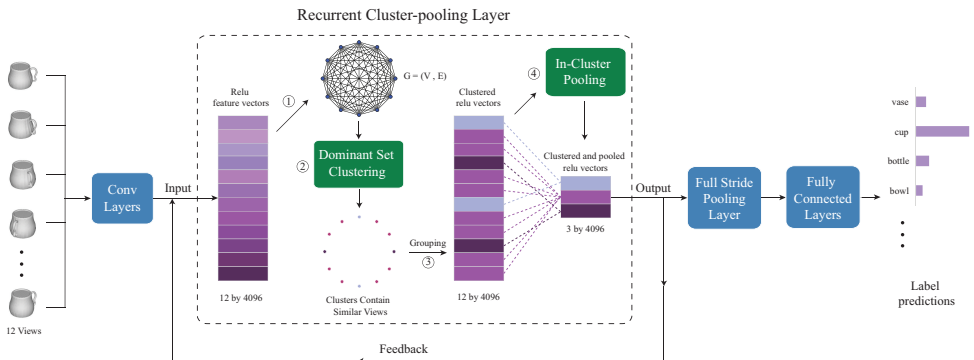 Recurrent Cluster-pooling Layer
12 Views
Conv
Layers
Input
Relu
feature vectors
12 by 4096
①
G = (V , E)
②
Dominant Set
Clustering
Clusters Contain
Similar Views
Grouping
③
Clustered
relu vectors
12 by 4096
④
In-Cluster
Pooling
Clustered and pooled
relu vectors
3 by 4096
Output
Feedback
Full Stride
Pooling
Layer
Fully
Connected
Layers
vase
cup
bottle
bowl
Label
predictions